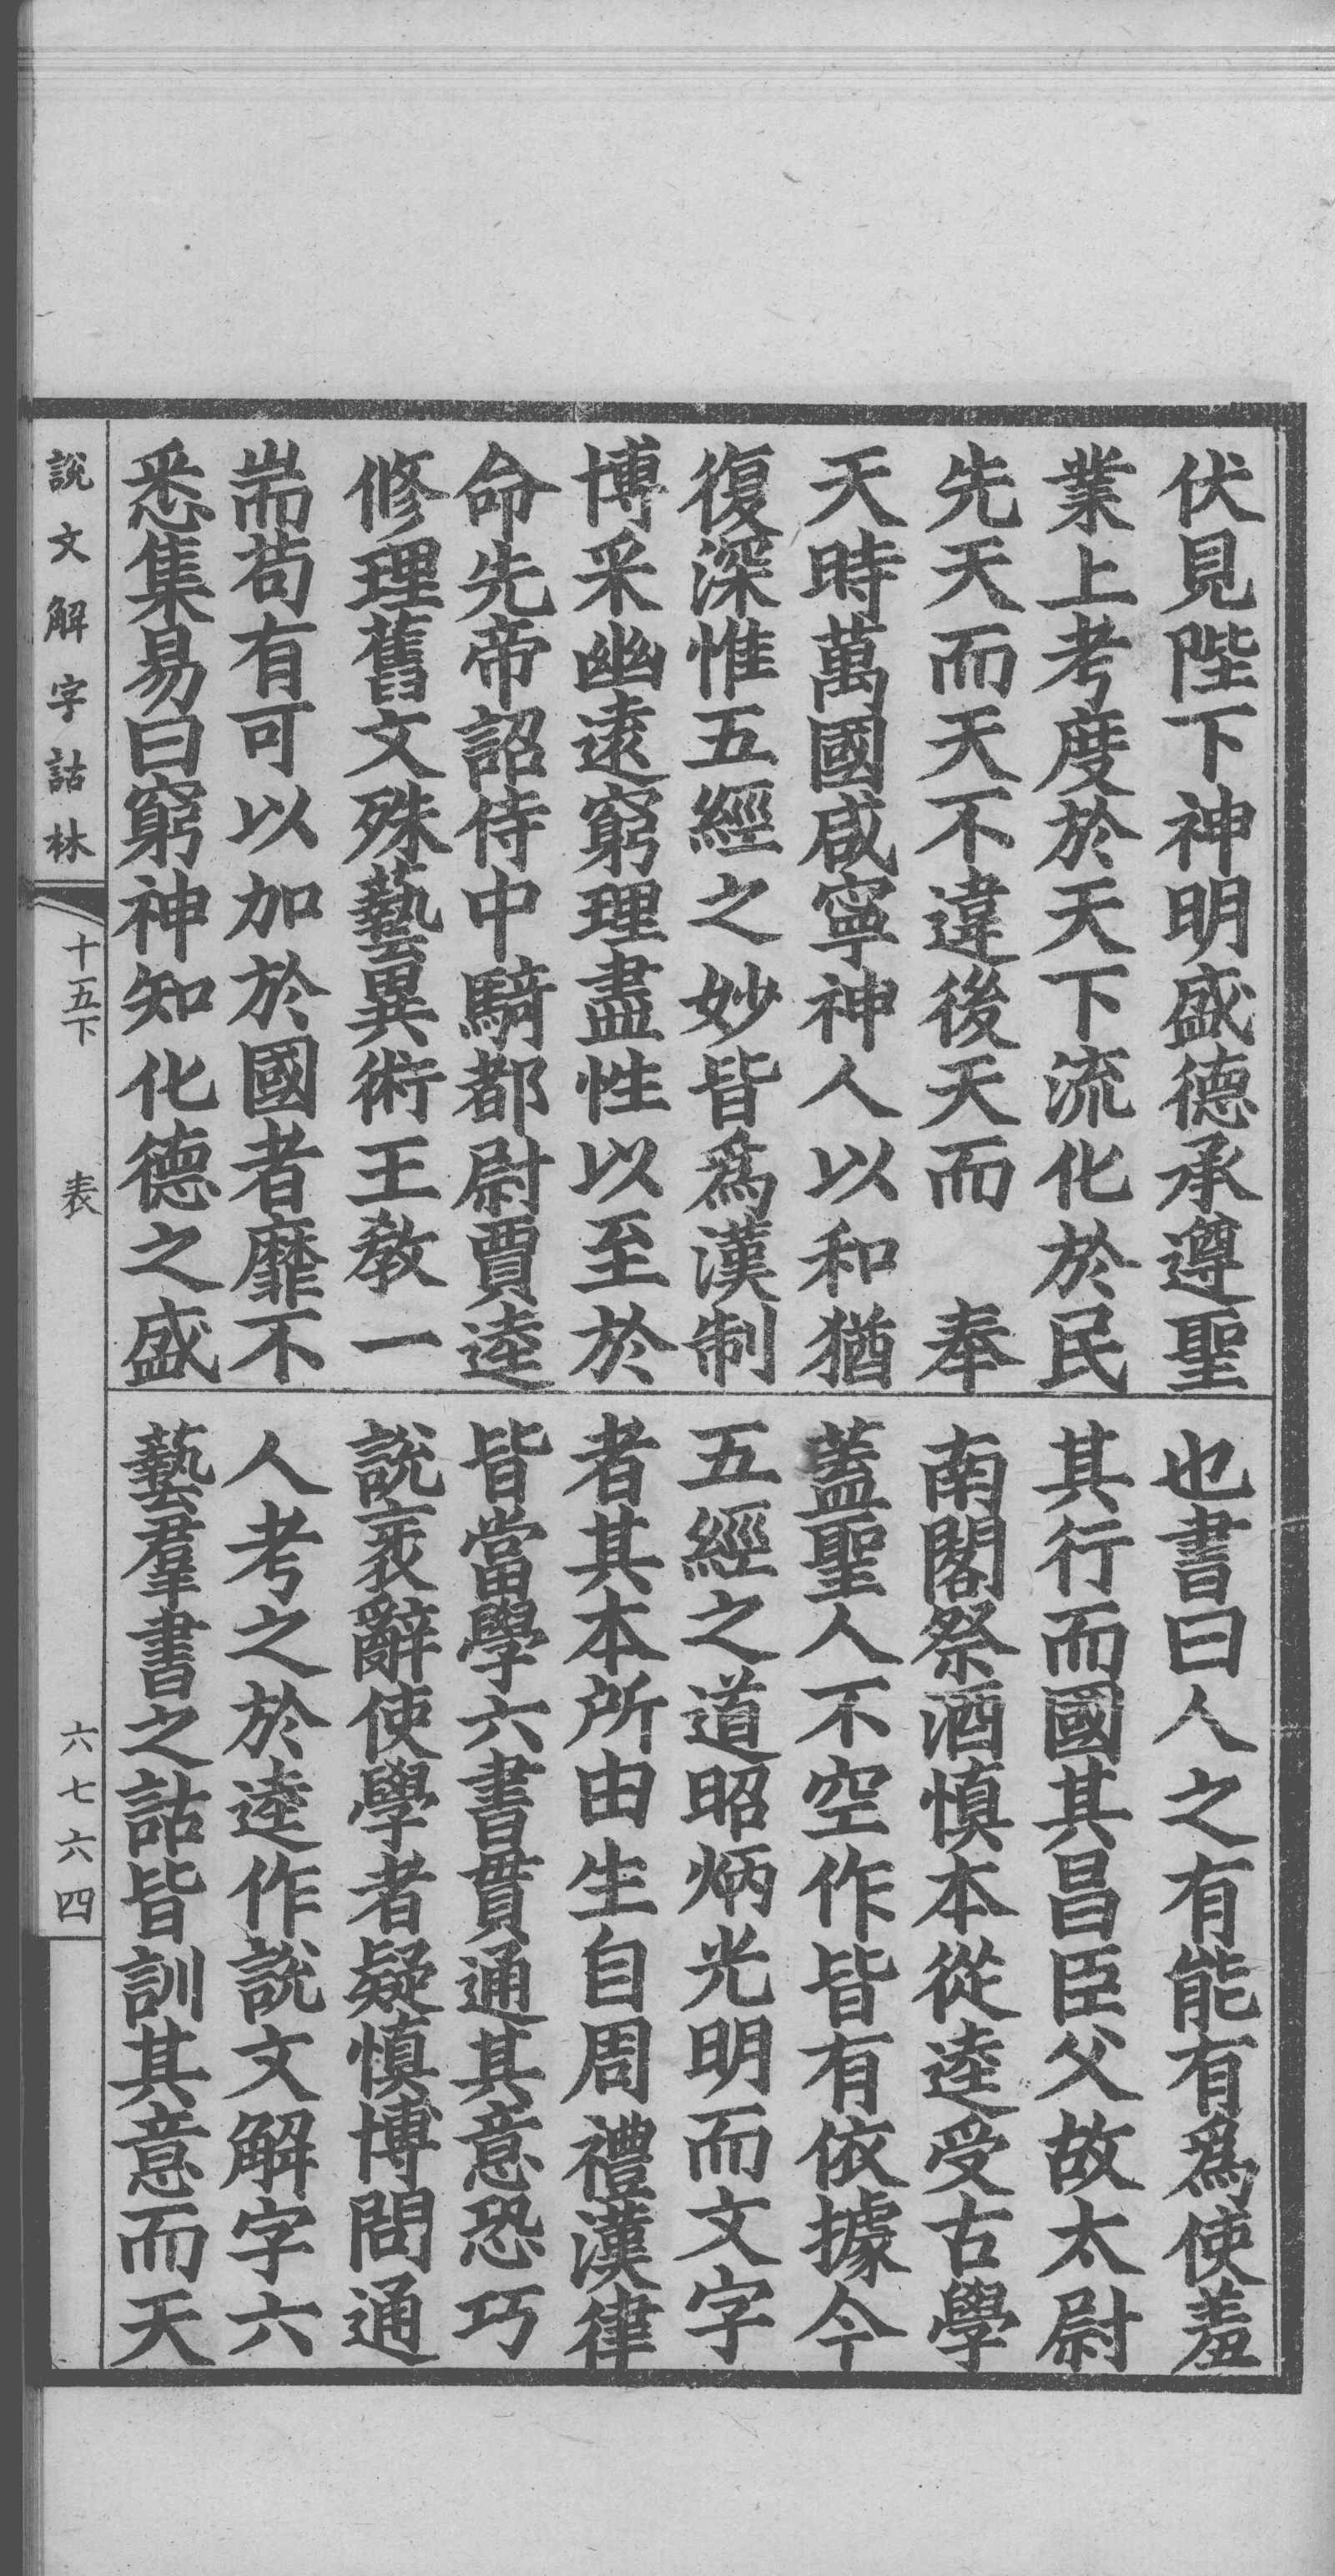 伏見陛下神明盛德承遵聖
業上考度於天下流化於民
先天而天不違後天而　奉
天時萬國咸寧神人以和猶
復深惟五經之妙皆爲漢制
博采幽遠窮理盡性以至於
命先帝詔侍中騎都尉賈逵
修理舊文殊藝異術王教一
耑苟有可以加於國者靡不
悉集易曰窮神知化德之盛
也書曰人之有能有爲使羞
其行而國其昌臣父故太尉
南閣祭酒慎本從逵受古學
蓋聖人不空作皆有依據今
五經之道昭炳光明而文字
者其本所由生自周禮漢律
皆當學六書貫通其意恐巧
說衺辭使學者疑慎博問通
人考之於逵作說文解字六
藝羣書之詁皆訓其意而天
說文解字詁林
十五下
表
六七六四